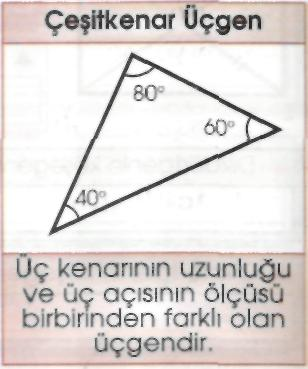 Çeşitkenar Üçgen
80°
60°
40°
Üç kenarının uzunluğu
ve üç açısının ölçüsü
birbirinden farklı olan
üçgendir.